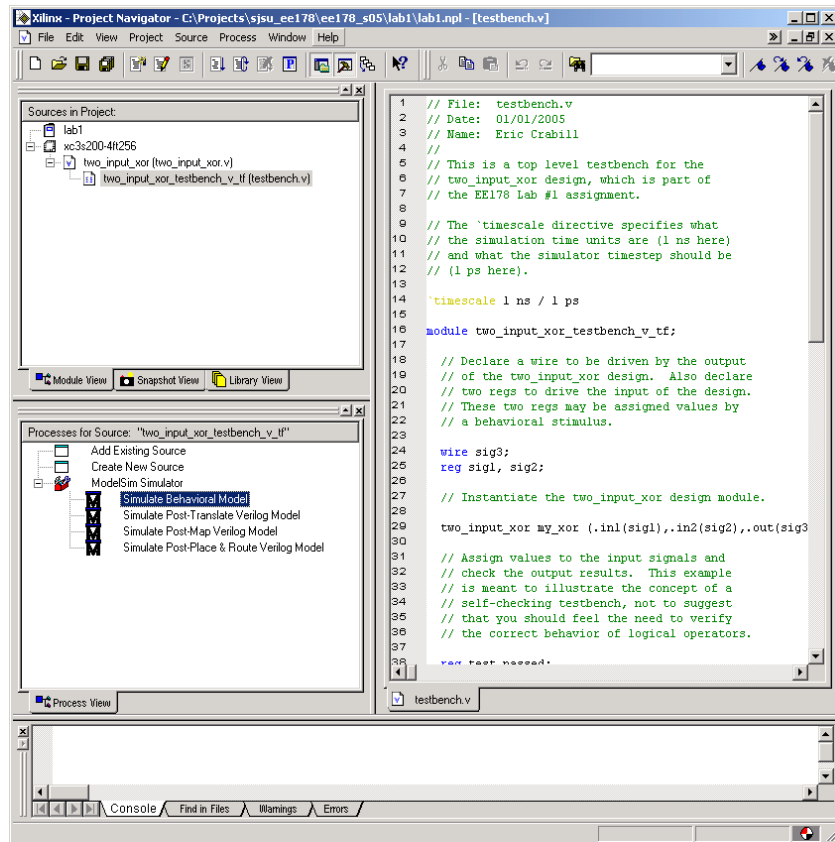 Xilinx - Project Navigator - C:\Projects\sjsu_ee178\ee178_s05\lab1\lab1.npl - [testbench.v]
File Edit View Project Source Process Window Help
Sources in Project:
lab1
xc3s200-4ft256
two_input_xor (two_input_xor.v)
two_input_xor_testbench_v_tf (testbench.v)
Module View Snapshot View Library View
Processes for Source: "two_input_xor_testbench_v_tf"
Add Existing Source
Create New Source
ModelSim Simulator
Simulate Behavioral Model
Simulate Post-Translate Verilog Model
Simulate Post-Map Verilog Model
Simulate Post-Place & Route Verilog Model
Process View
1 // File: testbench.v
2 // Date: 01/01/2005
3 // Name: Eric Crabill
4 //
5 // This is a top level testbench for the
6 // two_input_xor design, which is part of
7 // the EE178 Lab #1 assignment.
8
9 // The `timescale directive specifies what
10 // the simulation time units are (1 ns here)
11 // and what the simulator timestep should be
12 // (1 ps here).
13
14 `timescale 1 ns / 1 ps
15
16 module two_input_xor_testbench_v_tf;
17
18 // Declare a wire to be driven by the output
19 // of the two_input_xor design. Also declare
20 // two regs to drive the input of the design.
21 // These two regs may be assigned values by
22 // a behavioral stimulus.
23
24 wire sig3;
25 reg sig1, sig2;
26
27 // Instantiate the two_input_xor design module.
28
29 two_input_xor my_xor (.in1(sig1),.in2(sig2),.out(sig3
30
31 // Assign values to the input signals and
32 // check the output results. This example
33 // is meant to illustrate the concept of a
34 // self-checking testbench, not to suggest
35 // that you should feel the need to verify
36 // the correct behavior of logical operators.
37
38 reg test_passed;
testbench.v
Console Find in Files Warnings Errors